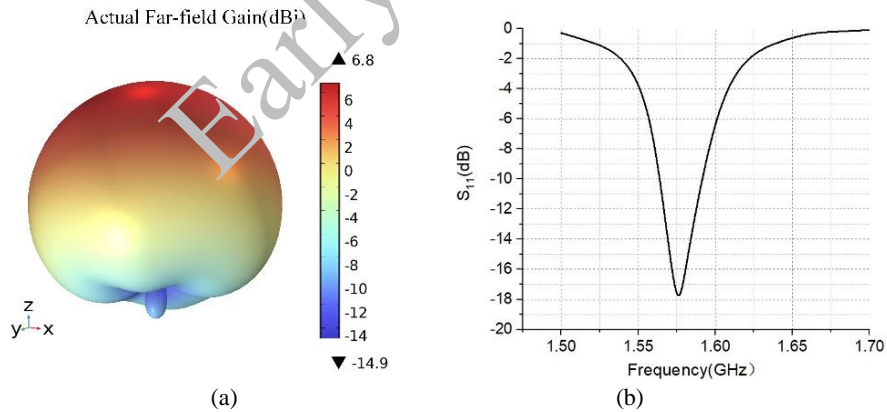 Actual Far-field Gain(dBi)
Early
▲ 6.8
6
4
2
0
-2
-4
-6
-8
-10
-12
-14
▼ -14.9
z
y x
(a)
0
-2
-4
-6
-8
-10
-12
-14
-16
-18
-20
S11(dB)
1.50 1.55 1.60 1.65 1.70
Frequency(GHz）
(b)